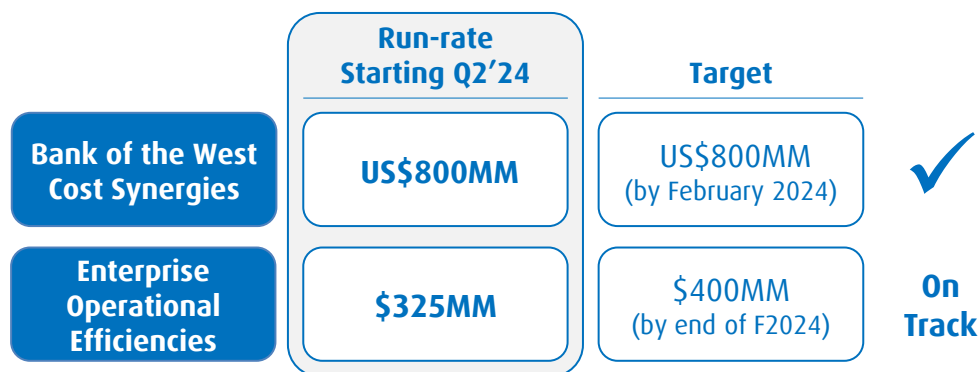 Run-rate
Starting Q2'24
Target
Bank of the West
Cost Synergies
US$800MM
US$800MM
(by February 2024)
Enterprise
Operational
Efficiencies
$325MM
$400MM
(by end of F2024)
On
Track